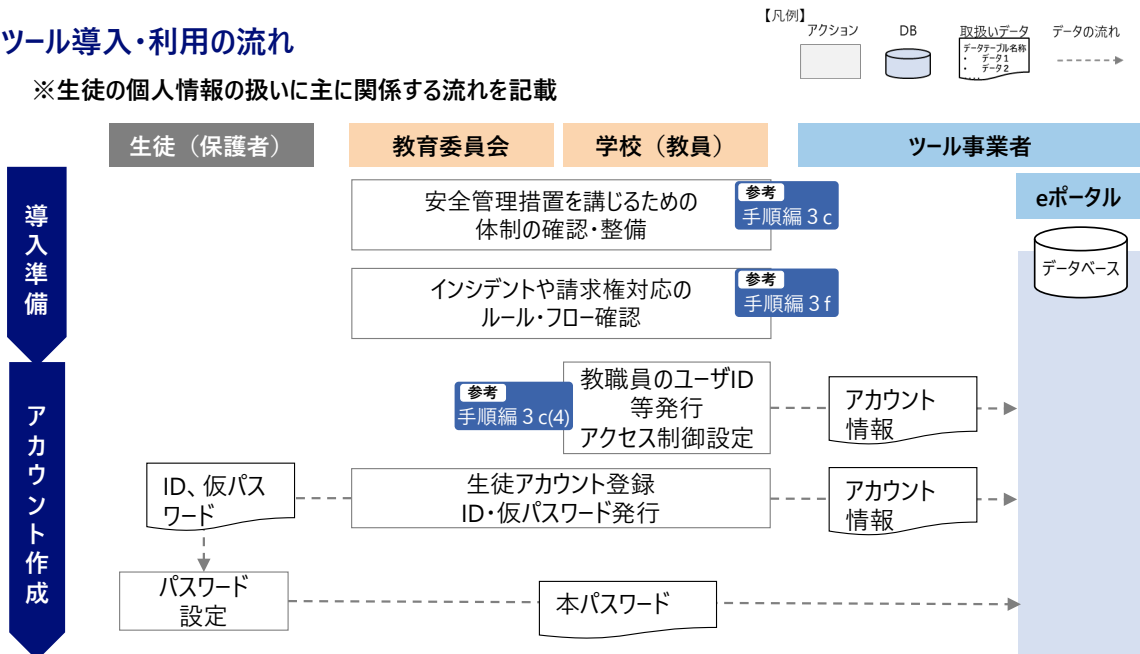 ツール導入・利用の流れ
※生徒の個人情報の扱いに主に関係する流れを記載
【凡例】
アクション
DB
取扱いデータ
データの流れ
データテーブル名称
・ データ1
・ データ2
....
生徒（保護者）
教育委員会
学校（教員）
ツール事業者
eポータル
データベース
導入準備
安全管理措置を講じるための
体制の確認・整備
参考
手順編３c
インシデントや請求権対応の
ルール・フロー確認
参考
手順編３f
アカウント作成
教職員のユーザID
等発行
アクセス制御設定
参考
手順編３c(4)
アカウント
情報
ID、仮パス
ワード
生徒アカウント登録
ID・仮パスワード発行
アカウント
情報
パスワード
設定
本パスワード